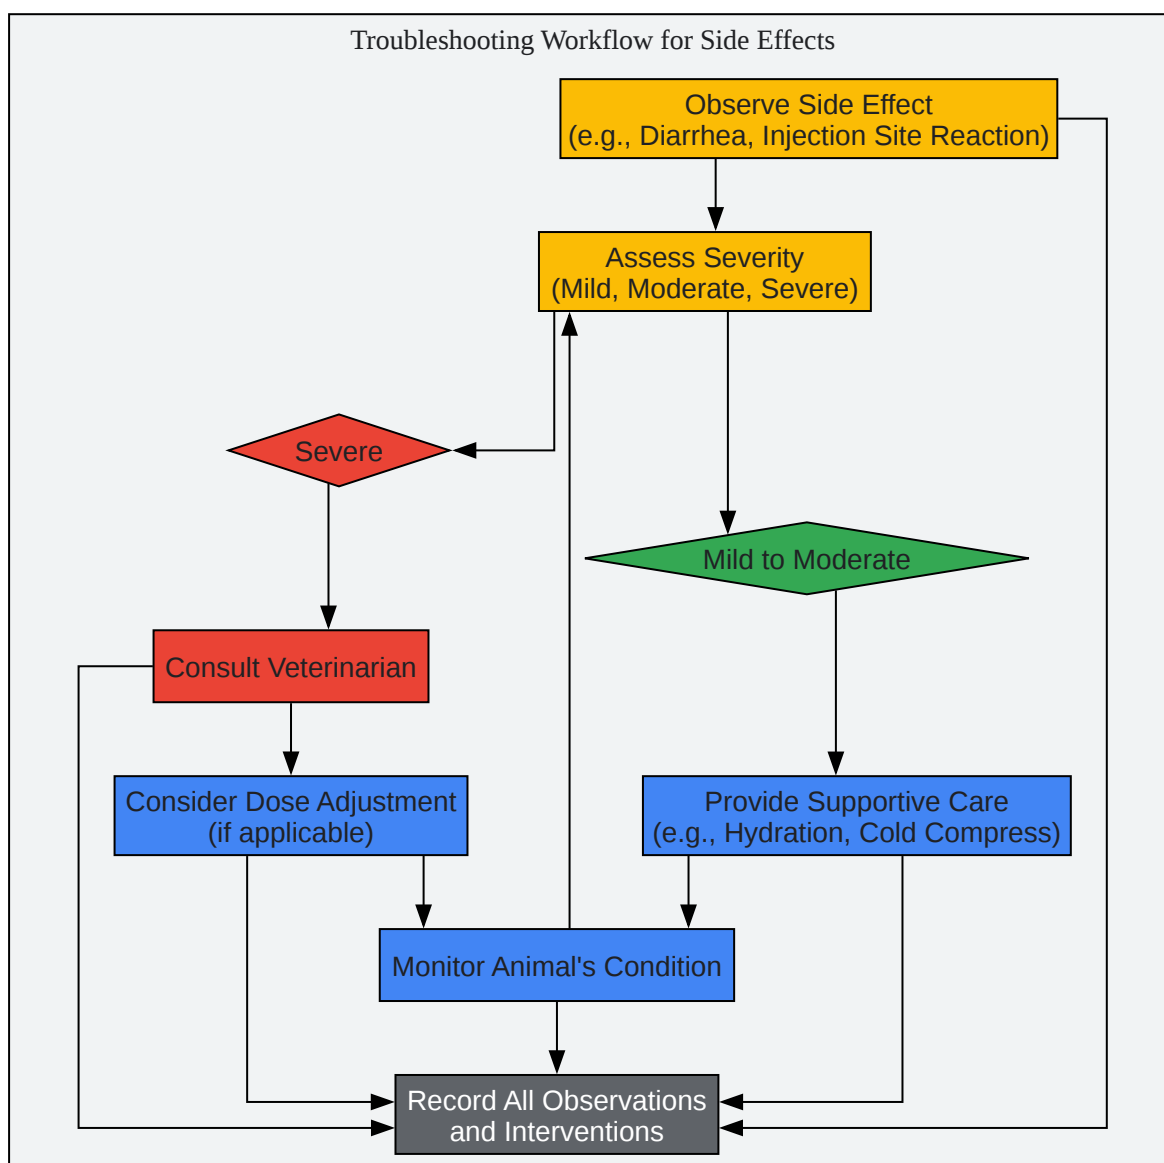 Troubleshooting Workflow for Side Effects
Observe Side Effect
(e.g., Diarrhea, Injection Site Reaction)
Assess Severity
(Mild, Moderate, Severe)
Severe
Mild to Moderate
Consult Veterinarian
Consider Dose Adjustment
(if applicable)
Provide Supportive Care
(e.g., Hydration, Cold Compress)
Monitor Animal's Condition
Record All Observations
and Interventions